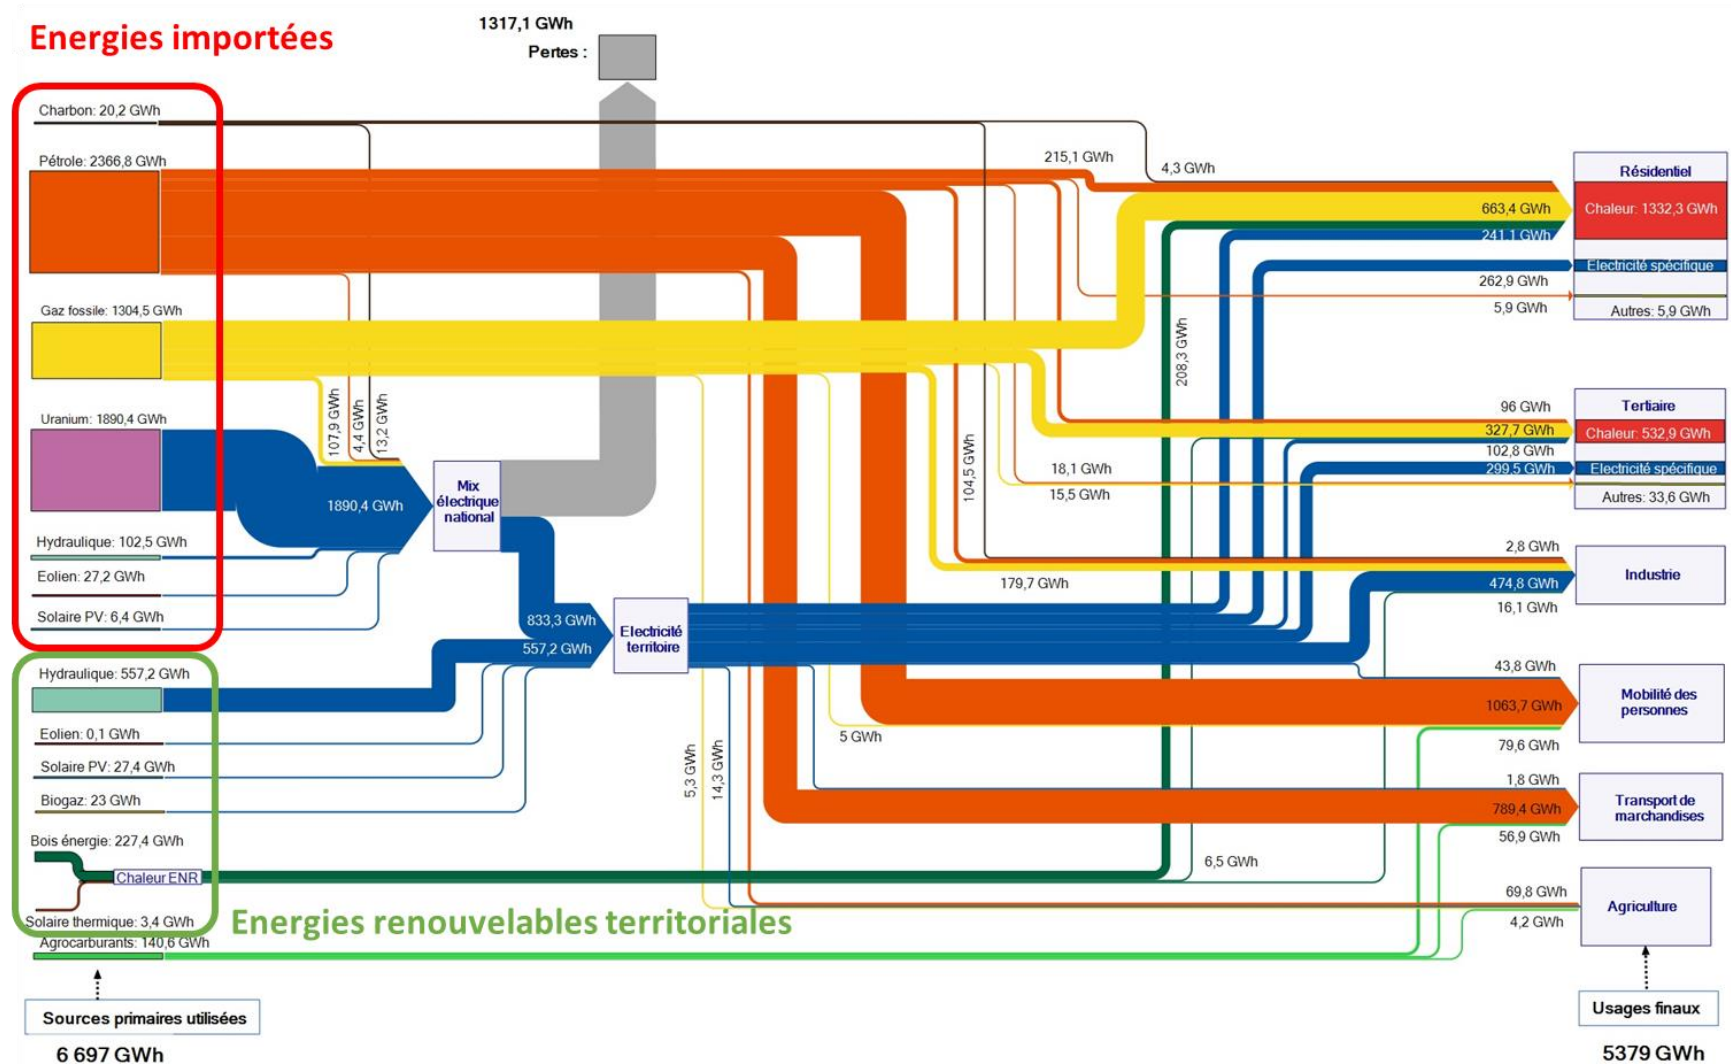 Energies importées
1317,1 GWh
Pertes :
Charbon: 20,2 GWh
Pétrole: 2366,8 GWh
Gaz fossile: 1304,5 GWh
Uranium: 1890,4 GWh
Hydraulique: 102,5 GWh
Eolien: 27,2 GWh
Solaire PV: 6,4 GWh
Hydraulique: 557,2 GWh
Eolien: 0,1 GWh
Solaire PV: 27,4 GWh
Biogaz: 23 GWh
Bois énergie: 227,4 GWh
Chaleur ENR
Solaire thermique: 3,4 GWh
Energies renouvelables territoriales
Agrocarburants: 140,6 GWh
Sources primaires utilisées
6 697 GWh
107,9 GWh
4,4 GWh
13,2 GWh
1890,4 GWh
Mix
électrique
national
833,3 GWh
557,2 GWh
Electricité
territoire
215,1 GWh
4,3 GWh
663,4 GWh
241,1 GWh
262,9 GWh
5,9 GWh
208,3 GWh
104,5 GWh
18,1 GWh
15,5 GWh
96 GWh
327,7 GWh
102,8 GWh
299,5 GWh
179,7 GWh
2,8 GWh
474,8 GWh
16,1 GWh
5 GWh
5,3 GWh
14,3 GWh
43,8 GWh
1063,7 GWh
79,6 GWh
1,8 GWh
789,4 GWh
56,9 GWh
6,5 GWh
69,8 GWh
4,2 GWh
Résidentiel
Chaleur: 1332,3 GWh
Electricité spécifique
Autres: 5,9 GWh
Tertiaire
Chaleur: 532,9 GWh
Electricité spécifique
Autres: 33,6 GWh
Industrie
Mobilité des
personnes
Transport de
marchandises
Agriculture
Usages finaux
5379 GWh